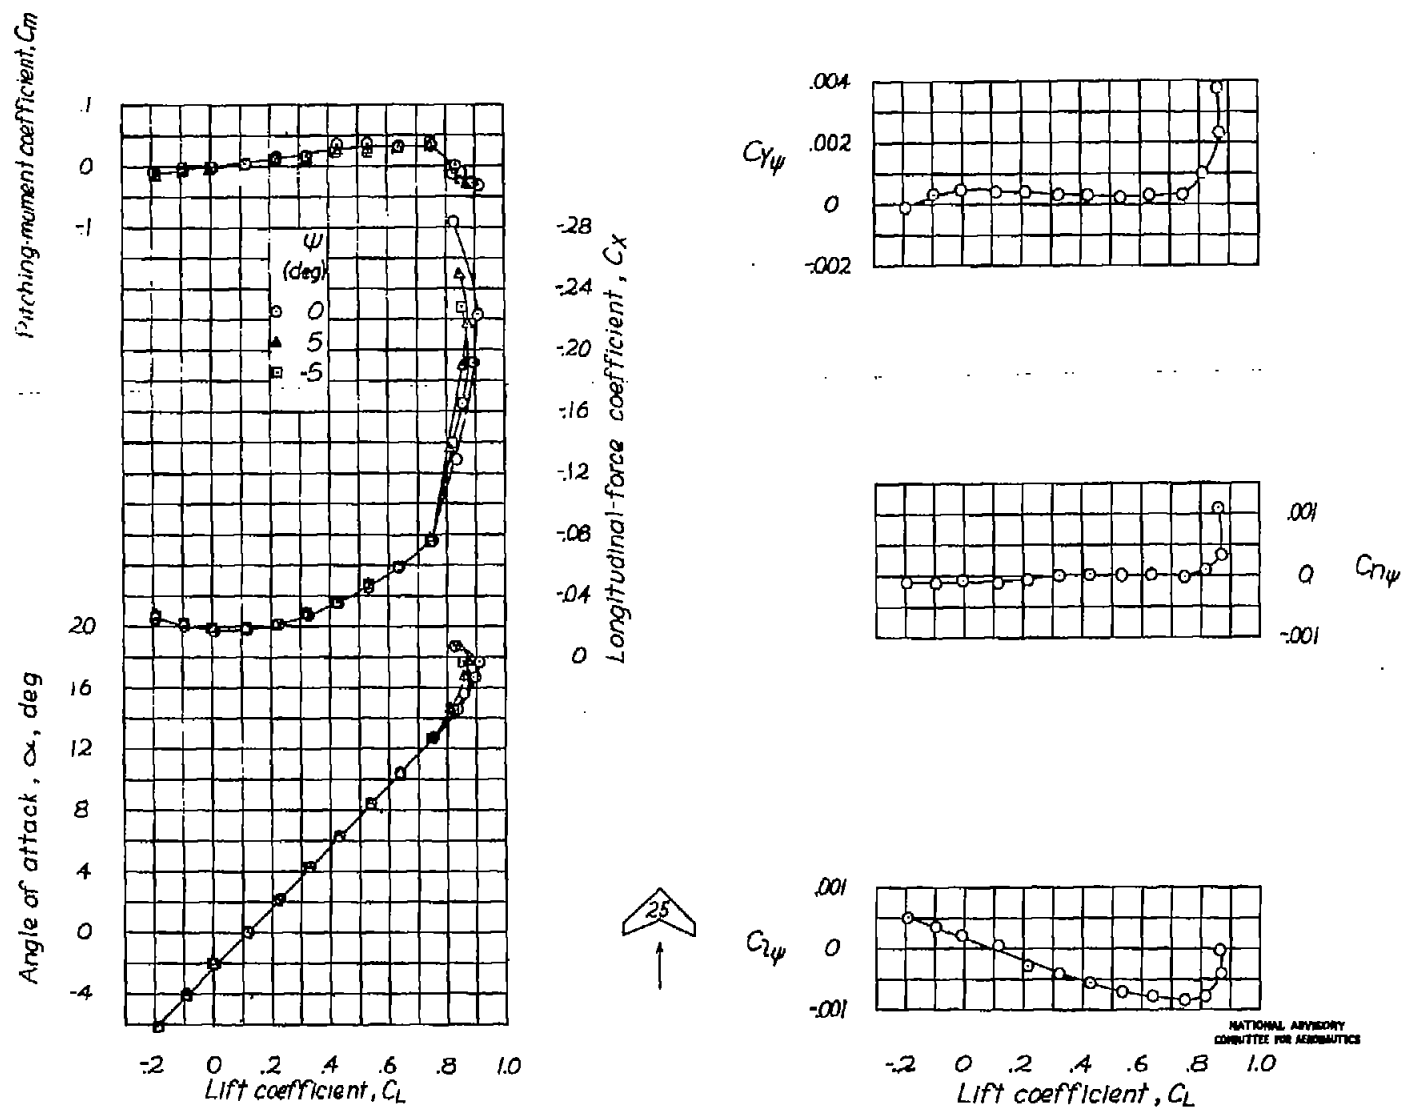 Pitching-moment coefficient, Cm
.1
0
-.1
ψ
(deg)
0
5
-5
-.28
-.24
-.20
-.16
-.12
-.08
-.04
0
Longitudinal-force coefficient, CX
20
16
12
8
4
0
-4
Angle of attack, α, deg
-.2 0 .2 .4 .6 .8 1.0
Lift coefficient, CL
25
.004
.002
0
-.002
CYψ
.001
0
-.001
Cnψ
.001
0
-.001
Clψ
NATIONAL ADVISORY
COMMITTEE FOR AERONAUTICS
-.2 0 .2 .4 .6 .8 1.0
Lift coefficient, CL